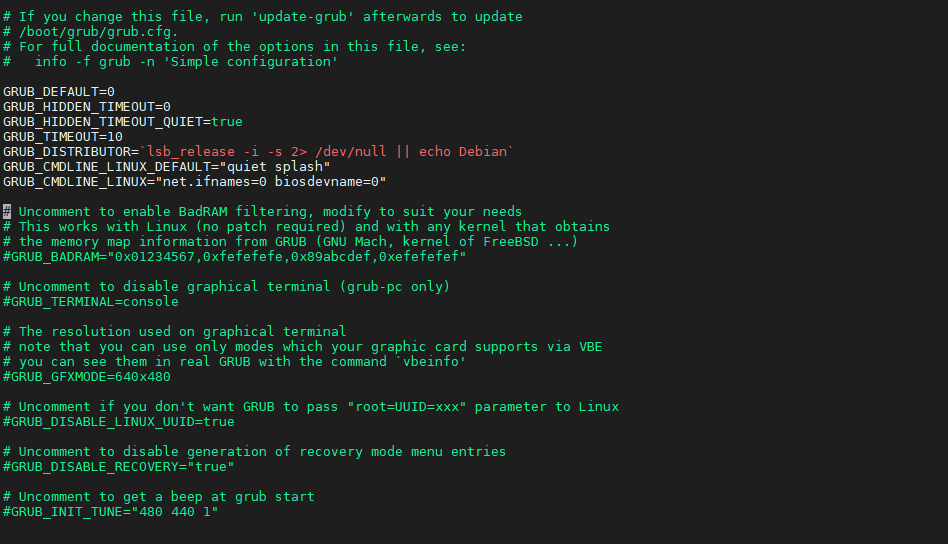 # If you change this file, run 'update-grub' afterwards to update
# /boot/grub/grub.cfg.
# For full documentation of the options in this file, see:
#   info -f grub -n 'Simple configuration'

GRUB_DEFAULT=0
GRUB_HIDDEN_TIMEOUT=0
GRUB_HIDDEN_TIMEOUT_QUIET=true
GRUB_TIMEOUT=10
GRUB_DISTRIBUTOR=`lsb_release -i -s 2> /dev/null || echo Debian`
GRUB_CMDLINE_LINUX_DEFAULT="quiet splash"
GRUB_CMDLINE_LINUX="net.ifnames=0 biosdevname=0"

# Uncomment to enable BadRAM filtering, modify to suit your needs
# This works with Linux (no patch required) and with any kernel that obtains
# the memory map information from GRUB (GNU Mach, kernel of FreeBSD ...)
#GRUB_BADRAM="0x01234567,0xfefefefe,0x89abcdef,0xefefefef"

# Uncomment to disable graphical terminal (grub-pc only)
#GRUB_TERMINAL=console

# The resolution used on graphical terminal
# note that you can use only modes which your graphic card supports via VBE
# you can see them in real GRUB with the command `vbeinfo'
#GRUB_GFXMODE=640x480

# Uncomment if you don't want GRUB to pass "root=UUID=xxx" parameter to Linux
#GRUB_DISABLE_LINUX_UUID=true

# Uncomment to disable generation of recovery mode menu entries
#GRUB_DISABLE_RECOVERY="true"

# Uncomment to get a beep at grub start
#GRUB_INIT_TUNE="480 440 1"